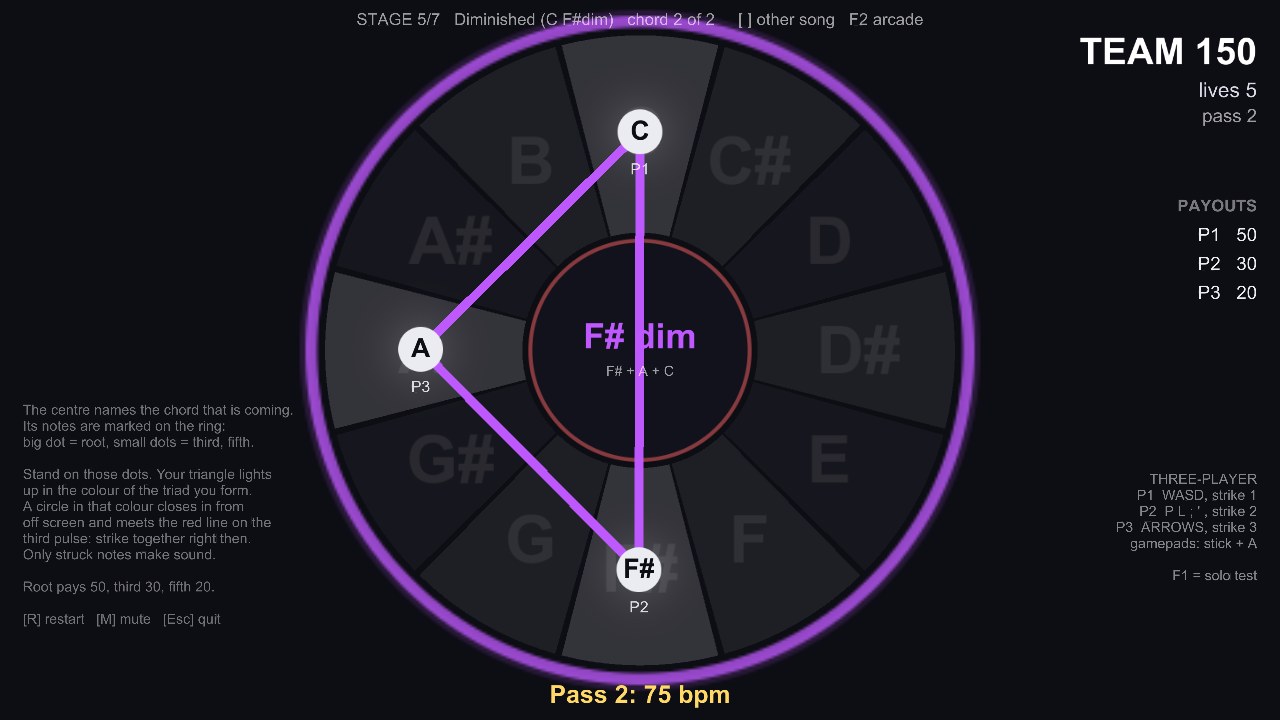 STAGE 5/7   Diminished (C F#dim)   chord 2 of 2     [ ] other song   F2 arcade
TEAM 150
lives 5
pass 2
PAYOUTS
P1   50
P2   30
P3   20
C
P1
C#
D
D#
E
F
F#
F#
P2
G
G#
A
P3
A#
B
F# dim
F# + A + C
The centre names the chord that is coming.
Its notes are marked on the ring:
big dot = root, small dots = third, fifth.
Stand on those dots. Your triangle lights
up in the colour of the triad you form.
A circle in that colour closes in from
off screen and meets the red line on the
third pulse: strike together right then.
Only struck notes make sound.
Root pays 50, third 30, fifth 20.
[R] restart   [M] mute   [Esc] quit
THREE-PLAYER
P1  WASD, strike 1
P2  P L ; ' , strike 2
P3  ARROWS, strike 3
gamepads: stick + A
F1 = solo test
Pass 2: 75 bpm